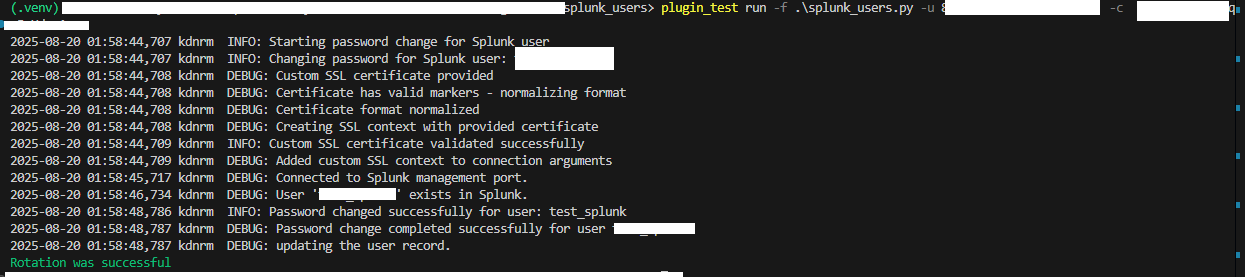 (.venv) splunk_users> plugin_test run -f .\splunk_users.py -u 8 -c q
2025-08-20 01:58:44,707 kdnrm  INFO: Starting password change for Splunk user
2025-08-20 01:58:44,707 kdnrm  INFO: Changing password for Splunk user:
2025-08-20 01:58:44,708 kdnrm  DEBUG: Custom SSL certificate provided
2025-08-20 01:58:44,708 kdnrm  DEBUG: Certificate has valid markers - normalizing format
2025-08-20 01:58:44,708 kdnrm  DEBUG: Certificate format normalized
2025-08-20 01:58:44,708 kdnrm  DEBUG: Creating SSL context with provided certificate
2025-08-20 01:58:44,709 kdnrm  INFO: Custom SSL certificate validated successfully
2025-08-20 01:58:44,709 kdnrm  DEBUG: Added custom SSL context to connection arguments
2025-08-20 01:58:45,717 kdnrm  DEBUG: Connected to Splunk management port.
2025-08-20 01:58:46,734 kdnrm  DEBUG: User '' exists in Splunk.
2025-08-20 01:58:48,786 kdnrm  INFO: Password changed successfully for user: test_splunk
2025-08-20 01:58:48,787 kdnrm  DEBUG: Password change completed successfully for user
2025-08-20 01:58:48,787 kdnrm  DEBUG: updating the user record.
Rotation was successful